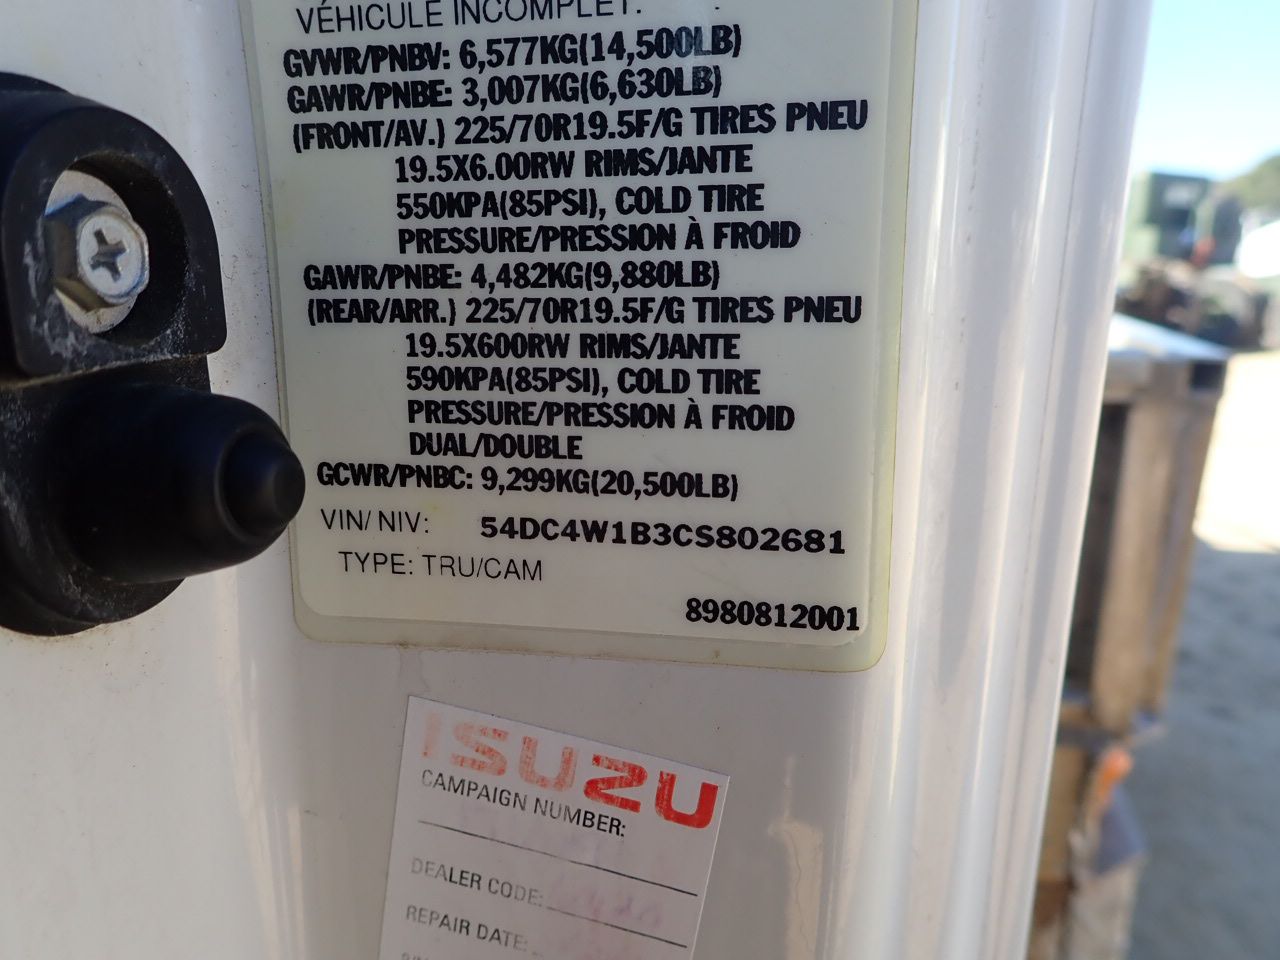 VÉHICULE INCOMPLET.
GVWR/PNBV: 6,577KG(14,500LB)
GAWR/PNBE: 3,007KG(6,630LB)
(FRONT/AV.) 225/70R19.5F/G TIRES PNEU
19.5X6.00RW RIMS/JANTE
550KPA(85PSI), COLD TIRE
PRESSURE/PRESSION À FROID
GAWR/PNBE: 4,482KG(9,880LB)
(REAR/ARR.) 225/70R19.5F/G TIRES PNEU
19.5X600RW RIMS/JANTE
590KPA(85PSI), COLD TIRE
PRESSURE/PRESSION À FROID
DUAL/DOUBLE
GCWR/PNBC: 9,299KG(20,500LB)
VIN/ NIV: 54DC4W1B3CS802681
TYPE: TRU/CAM
8980812001
ISUZU
CAMPAIGN NUMBER:
DEALER CODE:
REPAIR DATE: